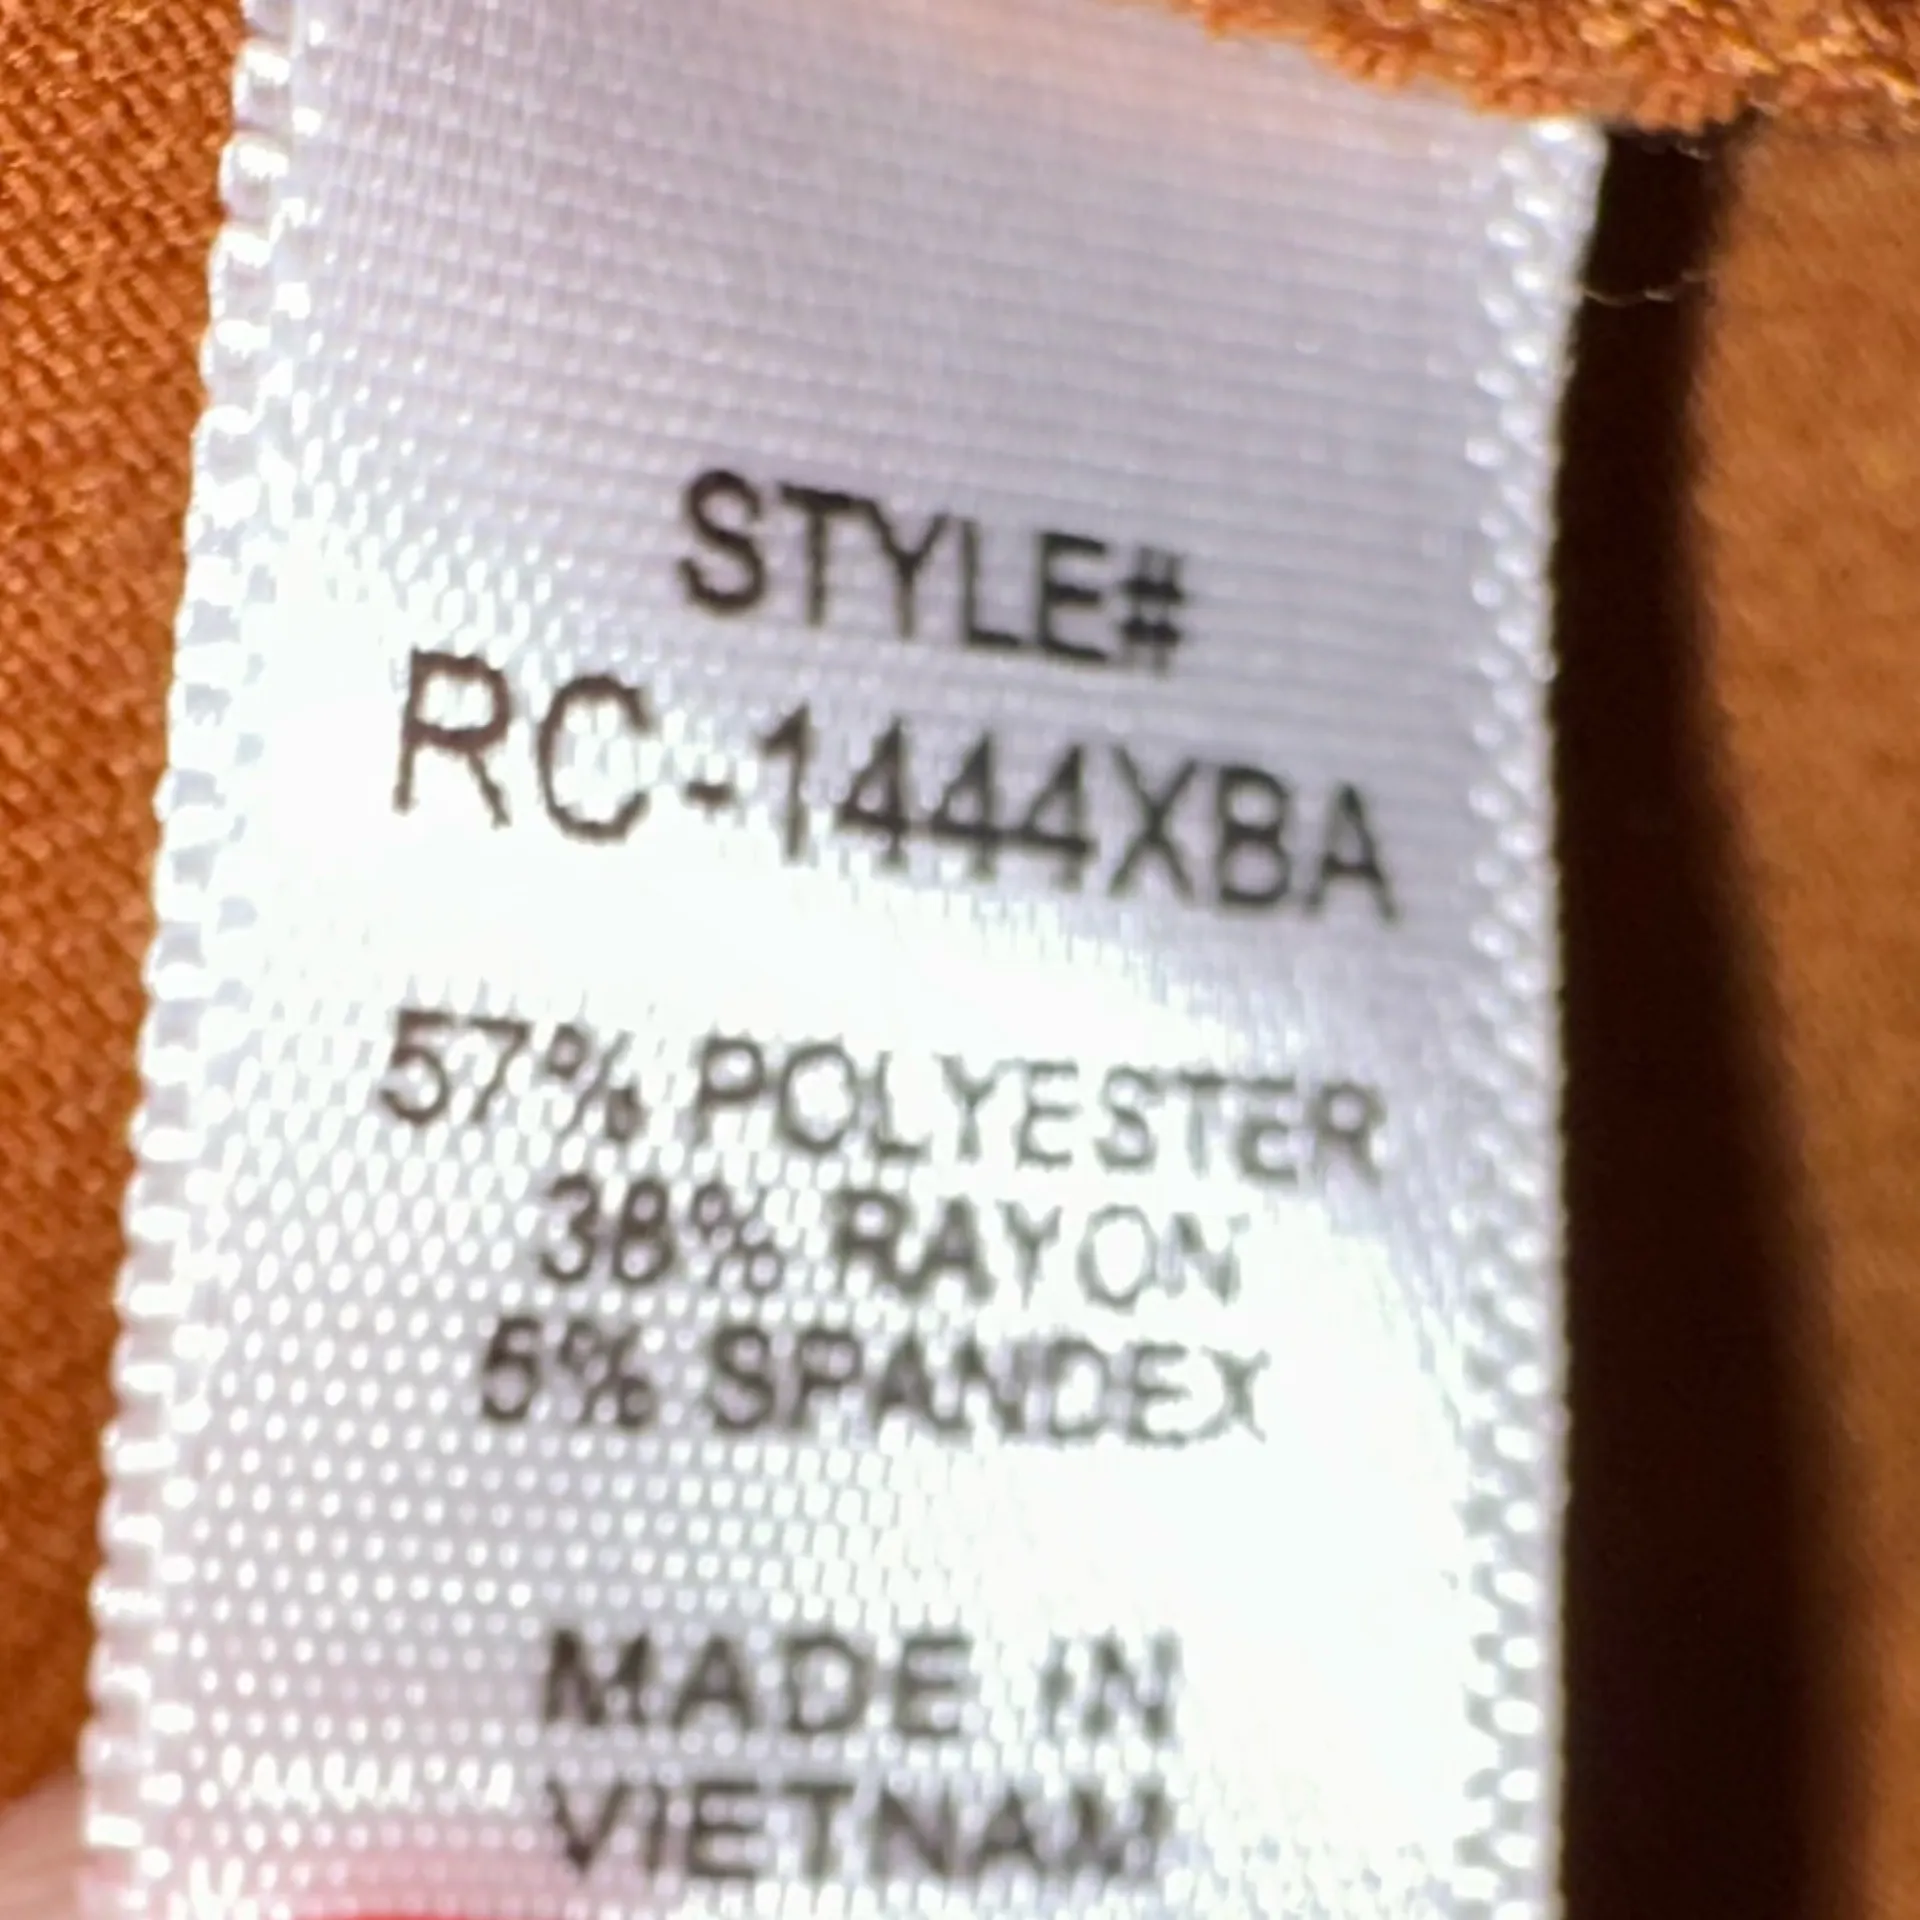 STYLE#
RC-1444XBA
57% POLYESTER
38% RAYON
5% SPANDEX
MADE IN
VIETNAM